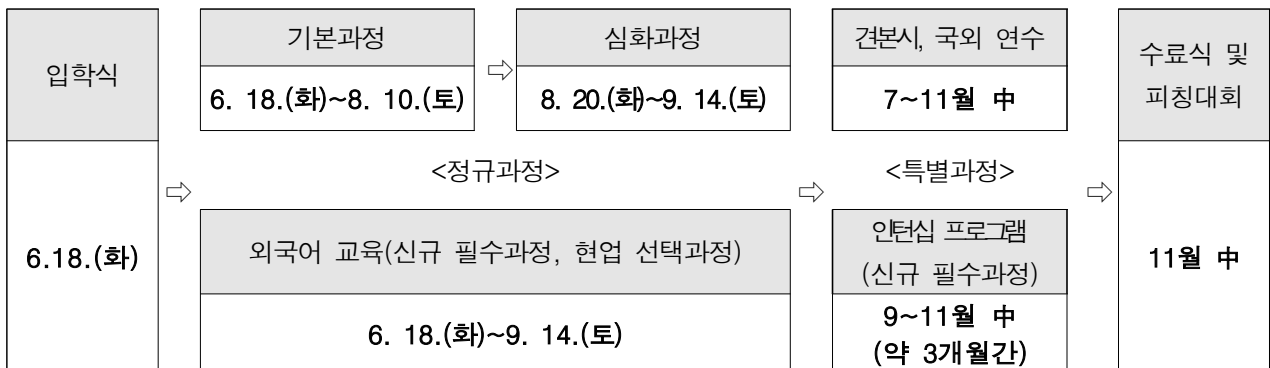 입학식
6.18.(화)
⇨
기본과정
6. 18.(화)~8. 10.(토)
⇨
심화과정
8. 20.(화)~9. 14.(토)
<정규과정>
외국어 교육(신규 필수과정, 현업 선택과정)
6. 18.(화)~9. 14.(토)
⇨
견본시, 국외 연수
7~11월 中
<특별과정>
인턴십 프로그램
(신규 필수과정)
9~11월 中
(약 3개월간)
⇨
수료식 및
피칭대회
11월 中